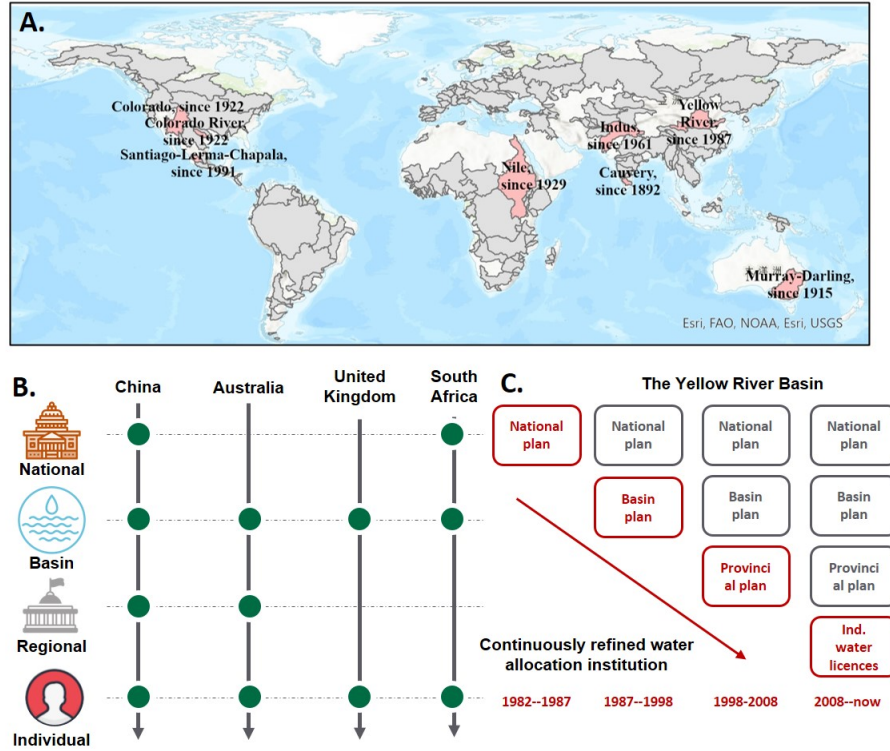 A.
Colorado, since 1922
Colorado River,
since 1922
Santiago-Lerma-Chapala,
since 1991
Nile,
since 1929
Indus,
since 1961
Yellow
River,
since 1987
Cauvery,
since 1892
Murray-Darling,
since 1915
Esri, FAO, NOAA, Esri, USGS
B.
China
Australia
United
Kingdom
South
Africa
National
Basin
Regional
Individual
C.
The Yellow River Basin
National
plan
National
plan
National
plan
National
plan
Basin
plan
Basin
plan
Basin
plan
Provinci
al plan
Provinci
al plan
Ind.
water
licences
Continuously refined water
allocation institution
1982--1987
1987--1998
1998-2008
2008--now